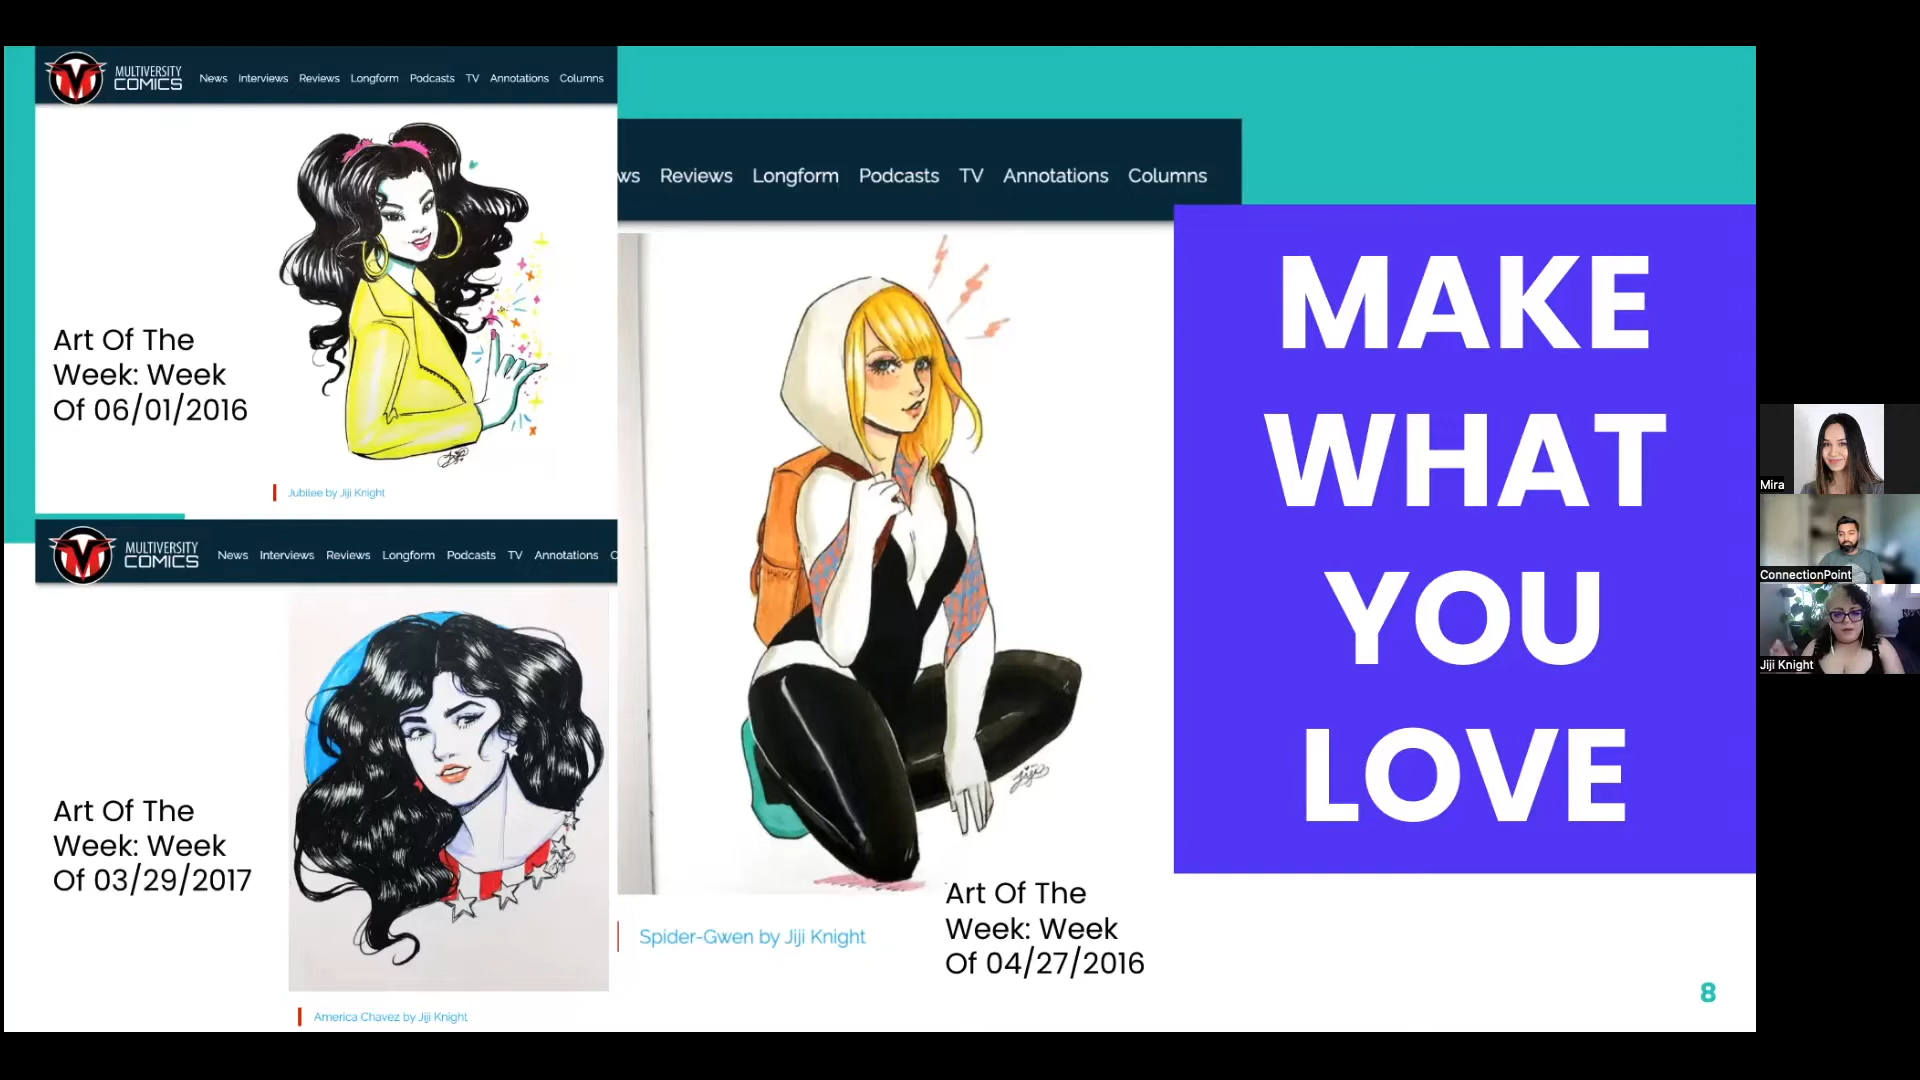 MULTIVERSITY
COMICS
News Interviews Reviews Longform Podcasts TV Annotations Columns
Art Of The
Week: Week
Of 06/01/2016
Jubilee by Jiji Knight
MULTIVERSITY
COMICS
News Interviews Reviews Longform Podcasts TV Annotations C
Art Of The
Week: Week
Of 03/29/2017
America Chavez by Jiji Knight
ws Reviews Longform Podcasts TV Annotations Columns
Jiji
Spider-Gwen by Jiji Knight
Art Of The
Week: Week
Of 04/27/2016
MAKE
WHAT
YOU
LOVE
8
Mira
ConnectionPoint
Jiji Knight